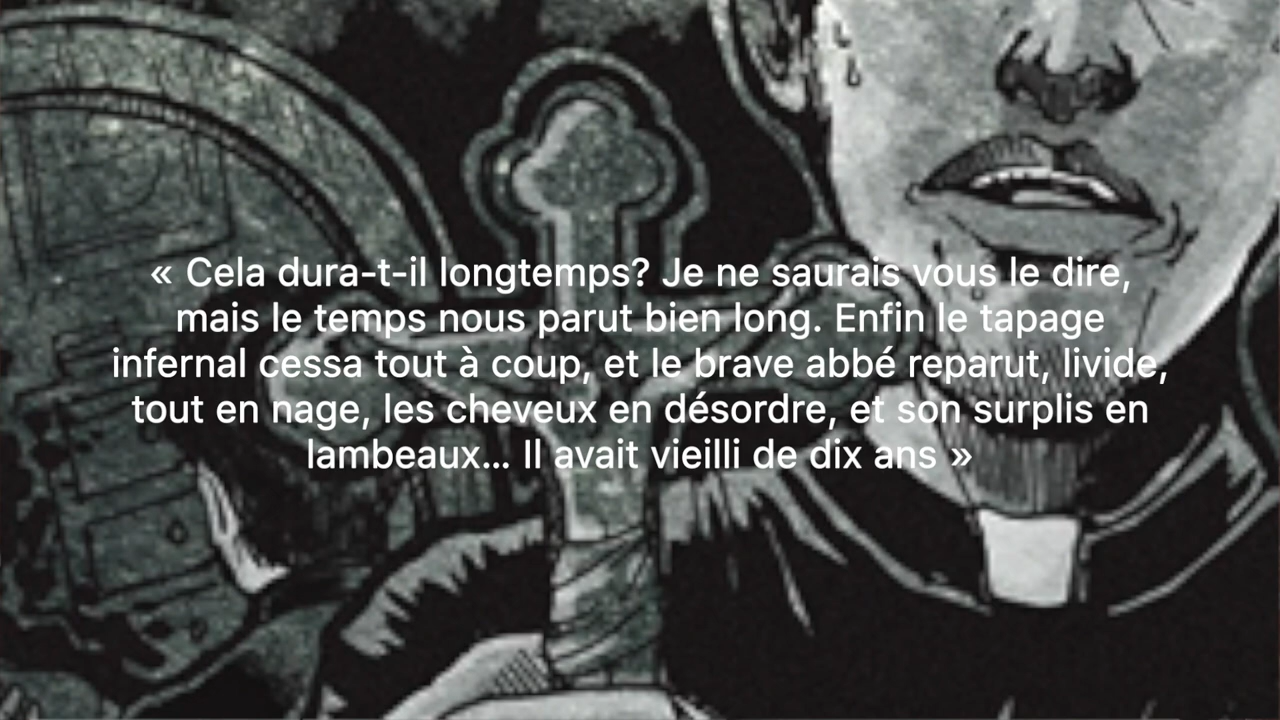 « Cela dura-t-il longtemps? Je ne saurais vous le dire,
mais le temps nous parut bien long. Enfin le tapage
infernal cessa tout à coup, et le brave abbé reparut, livide,
tout en nage, les cheveux en désordre, et son surplis en
lambeaux... Il avait vieilli de dix ans »